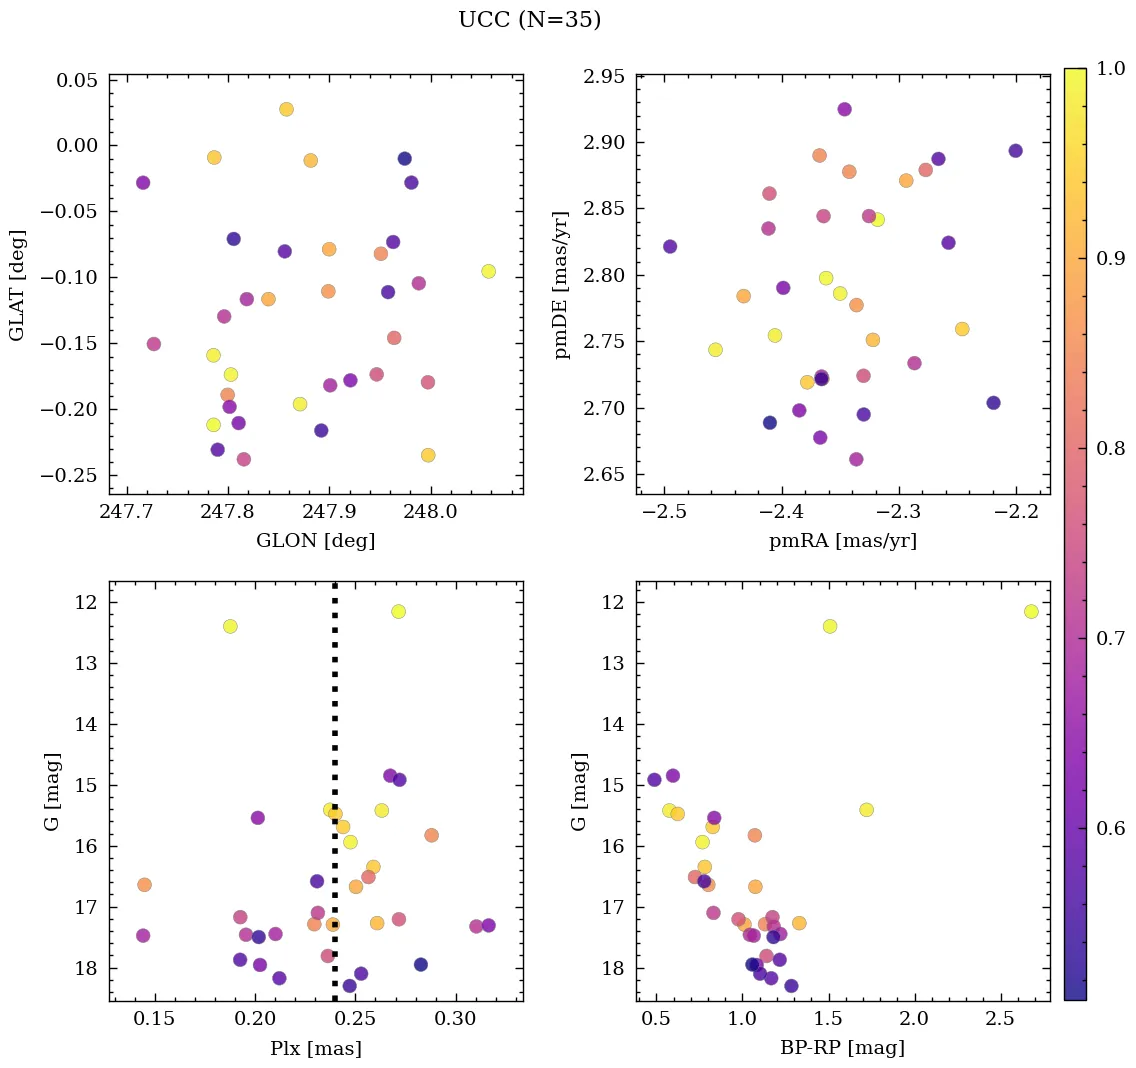 UCC (N=35)
0.05
0.00
−0.05
−0.10
−0.15
−0.20
−0.25
GLAT [deg]
247.7 247.8 247.9 248.0
GLON [deg]
2.95
2.90
2.85
2.80
2.75
2.70
2.65
pmDE [mas/yr]
−2.5 −2.4 −2.3 −2.2
pmRA [mas/yr]
12
13
14
15
16
17
18
G [mag]
0.15 0.20 0.25 0.30
Plx [mas]
12
13
14
15
16
17
18
G [mag]
0.5 1.0 1.5 2.0 2.5
BP-RP [mag]
1.0
0.9
0.8
0.7
0.6